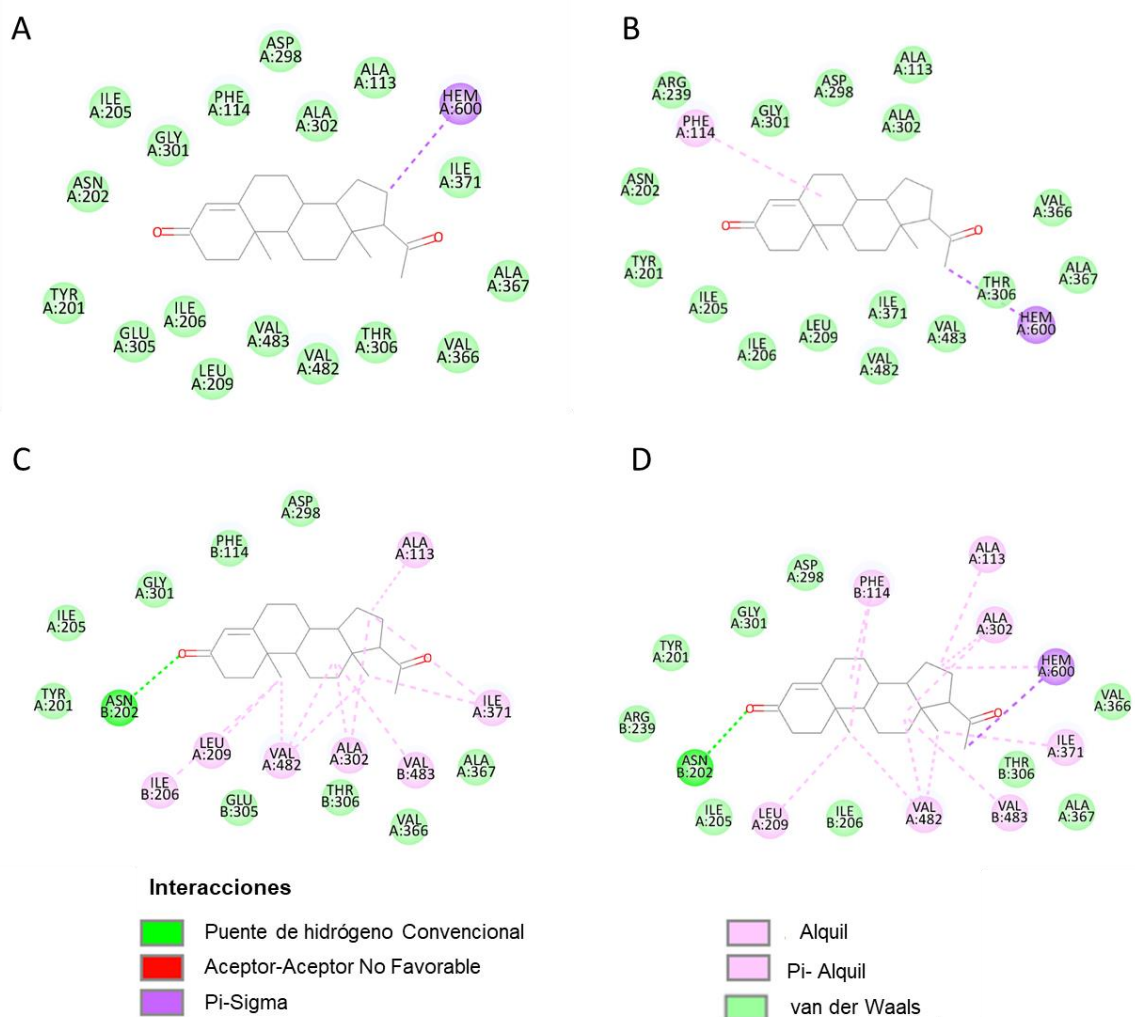 A
ASP
A:298
ALA
A:113
HEM
A:600
ILE
A:205
PHE
A:114
ALA
A:302
GLY
A:301
ILE
A:371
ASN
A:202
O
O
ALA
A:367
TYR
A:201
ILE
A:206
GLU
A:305
VAL
A:483
THR
A:306
VAL
A:366
VAL
A:482
LEU
A:209
B
ALA
A:113
ARG
A:239
ASP
A:298
PHE
A:114
GLY
A:301
ALA
A:302
ASN
A:202
VAL
A:366
O
O
TYR
A:201
ALA
A:367
THR
A:306
ILE
A:205
ILE
A:371
HEM
A:600
LEU
A:209
VAL
A:483
ILE
A:206
VAL
A:482
C
ASP
A:298
PHE
B:114
ALA
A:113
GLY
A:301
ILE
A:205
O
O
TYR
A:201
ASN
B:202
ILE
A:371
LEU
A:209
VAL
A:482
ALA
A:302
VAL
B:483
ALA
A:367
ILE
B:206
GLU
B:305
THR
B:306
VAL
A:366
D
ALA
A:113
ASP
A:298
PHE
B:114
GLY
A:301
ALA
A:302
TYR
A:201
HEM
A:600
VAL
A:366
O
O
ARG
B:239
ILE
A:371
ASN
B:202
THR
B:306
ILE
A:205
LEU
A:209
ILE
B:206
VAL
A:482
VAL
B:483
ALA
A:367
Interacciones
Puente de hidrógeno Convencional
Aceptor-Aceptor No Favorable
Pi-Sigma
Alquil
Pi- Alquil
van der Waals